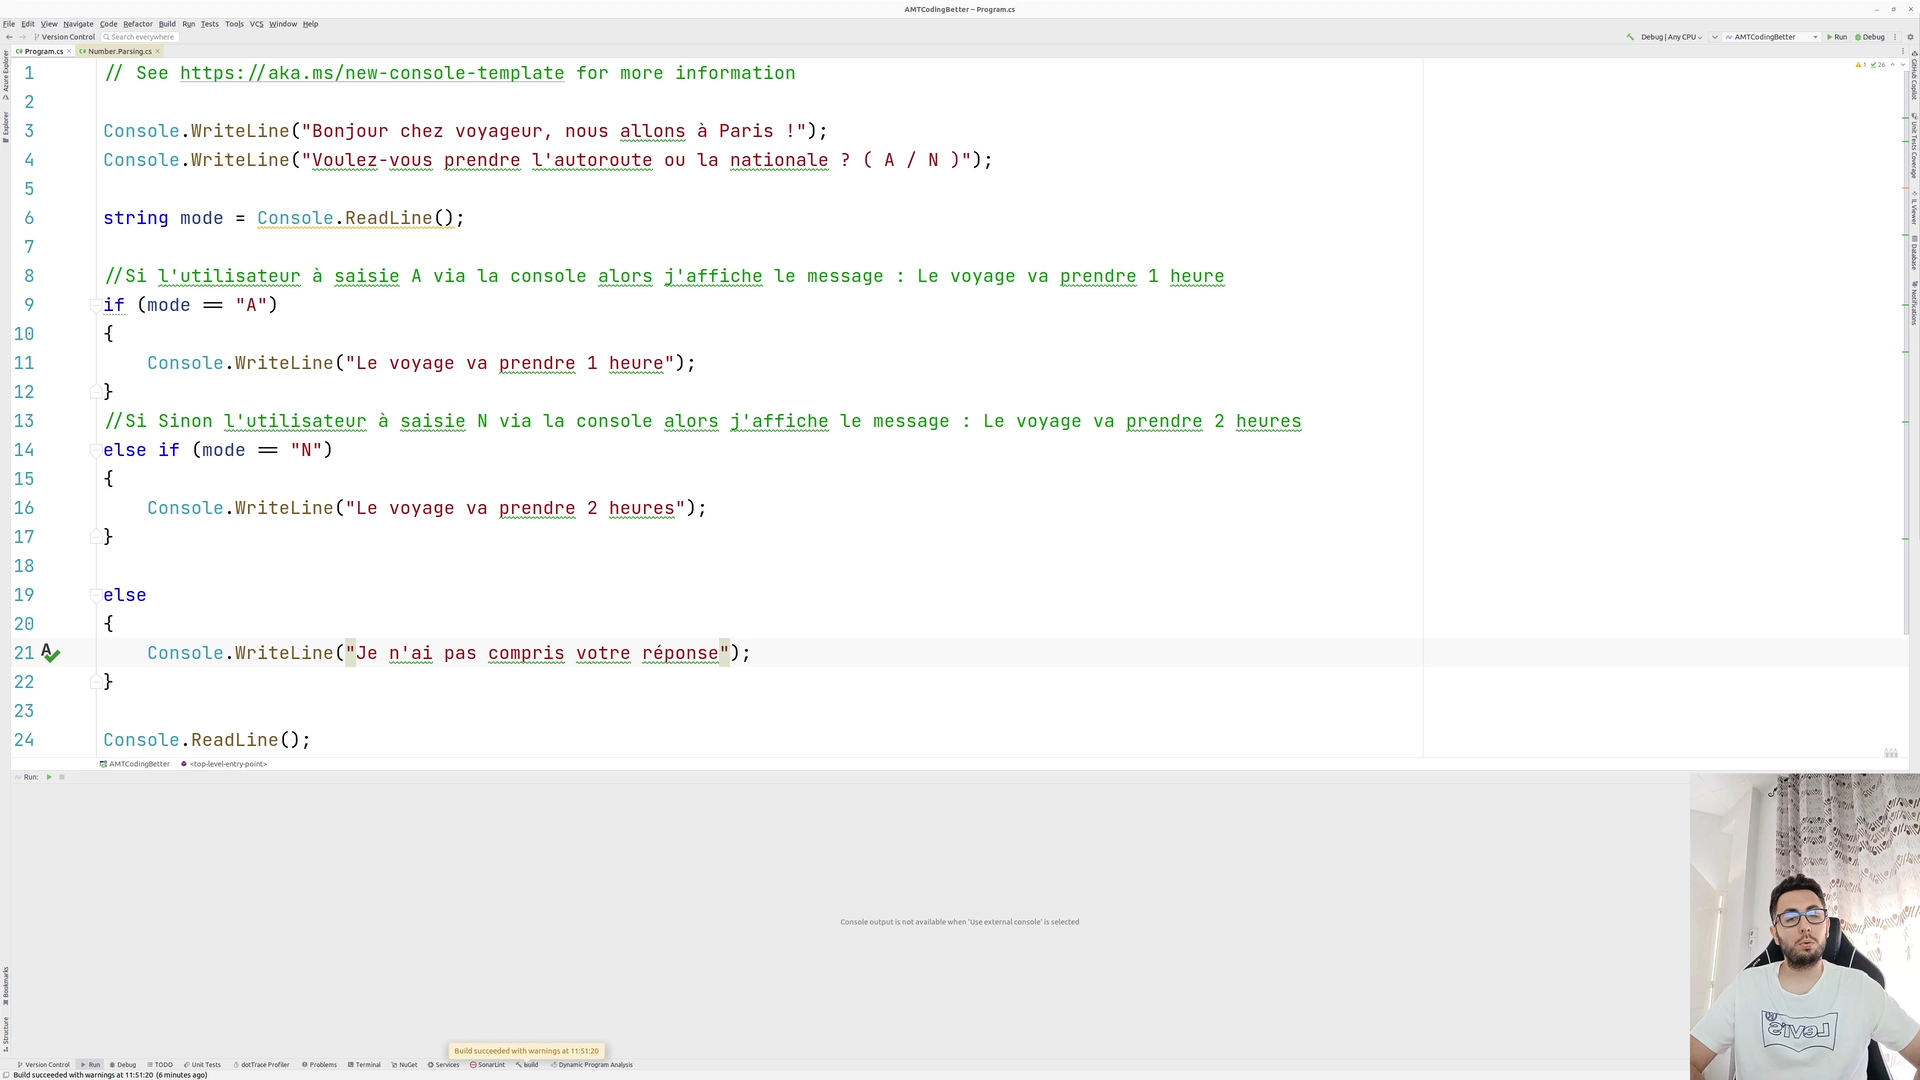 AMTCodingBetter – Program.cs
File Edit View Navigate Code Refactor Build Run Tests Tools VCS Window Help
Version Control Search everywhere Debug | Any CPU AMTCodingBetter Run Debug
Program.cs Number.Parsing.cs
1 // See https://aka.ms/new-console-template for more information
2
3 Console.WriteLine("Bonjour chez voyageur, nous allons à Paris !");
4 Console.WriteLine("Voulez-vous prendre l'autoroute ou la nationale ? ( A / N )");
5
6 string mode = Console.ReadLine();
7
8 //Si l'utilisateur à saisie A via la console alors j'affiche le message : Le voyage va prendre 1 heure
9 if (mode == "A")
10 {
11 Console.WriteLine("Le voyage va prendre 1 heure");
12 }
13 //Si Sinon l'utilisateur à saisie N via la console alors j'affiche le message : Le voyage va prendre 2 heures
14 else if (mode == "N")
15 {
16 Console.WriteLine("Le voyage va prendre 2 heures");
17 }
18
19 else
20 {
21 Console.WriteLine("Je n'ai pas compris votre réponse");
22 }
23
24 Console.ReadLine();
1 26
Azure Explorer
Explorer
Bookmarks
Structure
GitHub Copilot
Unit Tests Coverage
IL Viewer
Database
Notifications
AMTCodingBetter <top-level-entry-point>
Run:
Console output is not available when 'Use external console' is selected
Levi's
Build succeeded with warnings at 11:51:20
Version Control Run Debug TODO Unit Tests dotTrace Profiler Problems Terminal NuGet Services SonarLint Build Dynamic Program Analysis
Build succeeded with warnings at 11:51:20 (6 minutes ago)